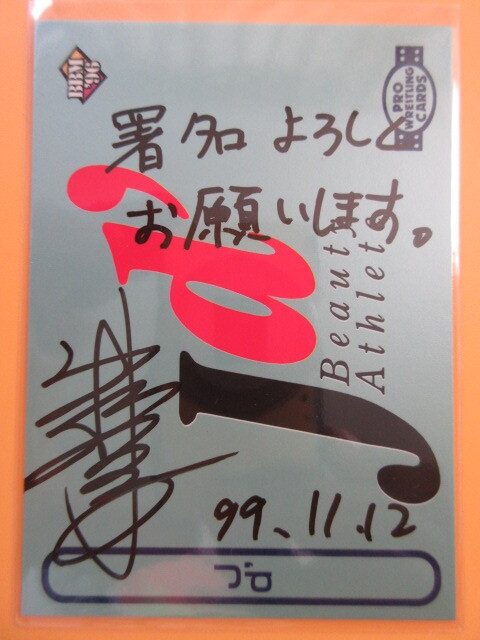 BBM '96
PRO
WRESTLING
CARDS
署名よろしく
お願いします。
Jd'
Beauty
Athlete
99.11.12
プロ